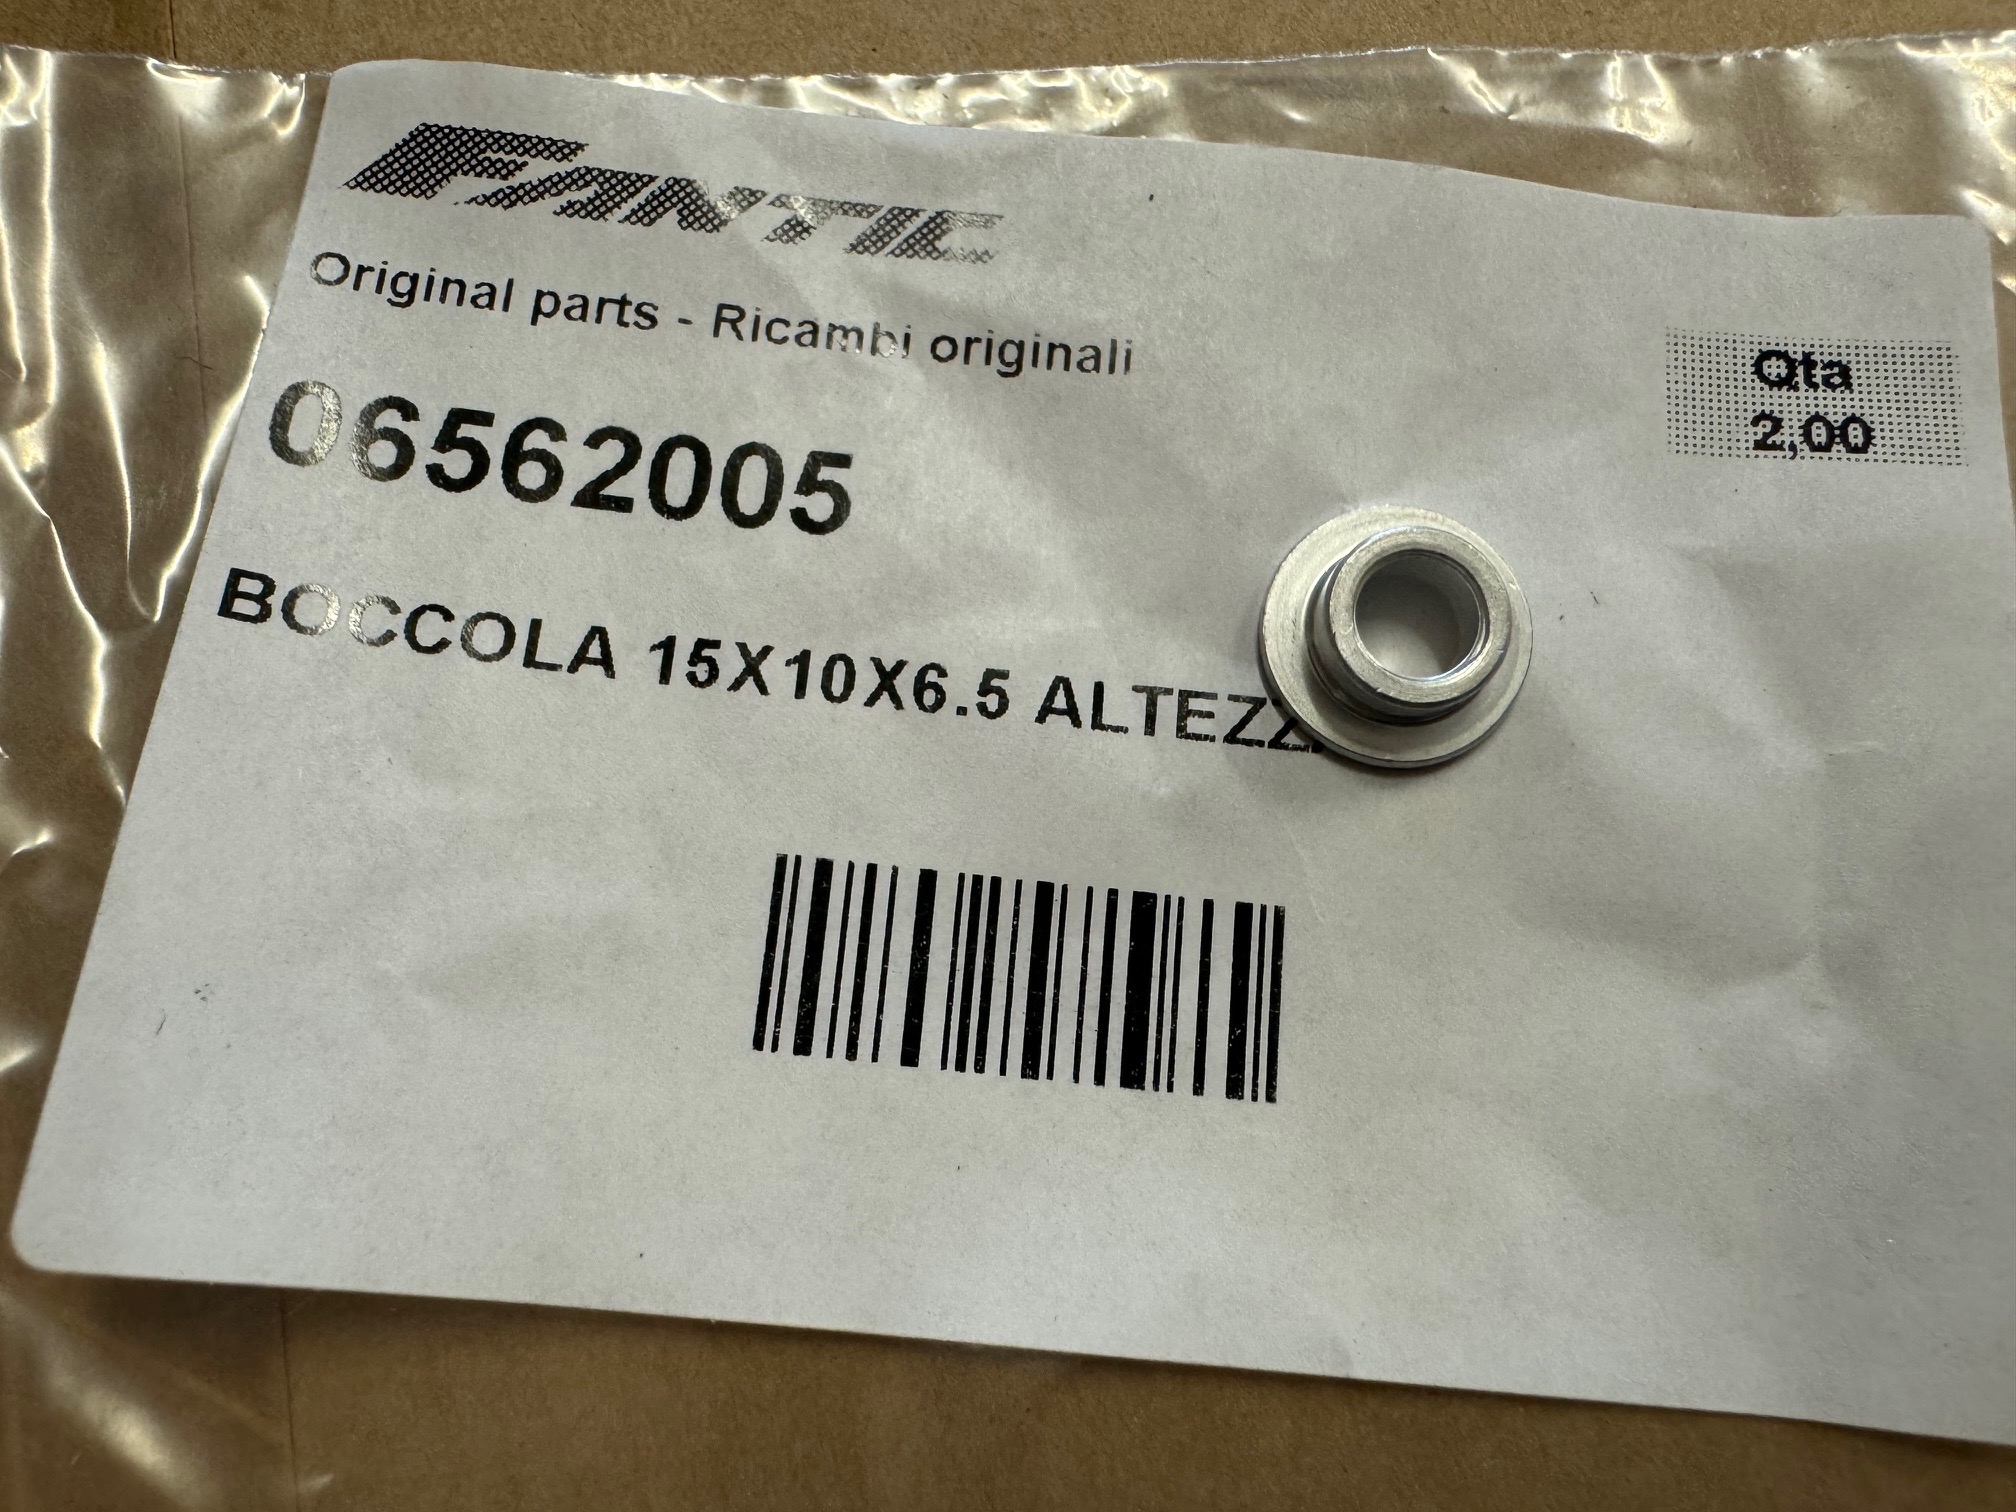 FANTIC
Original parts - Ricambi originali
Qta
2,00
06562005
BOCCOLA 15X10X6.5 ALTEZZ